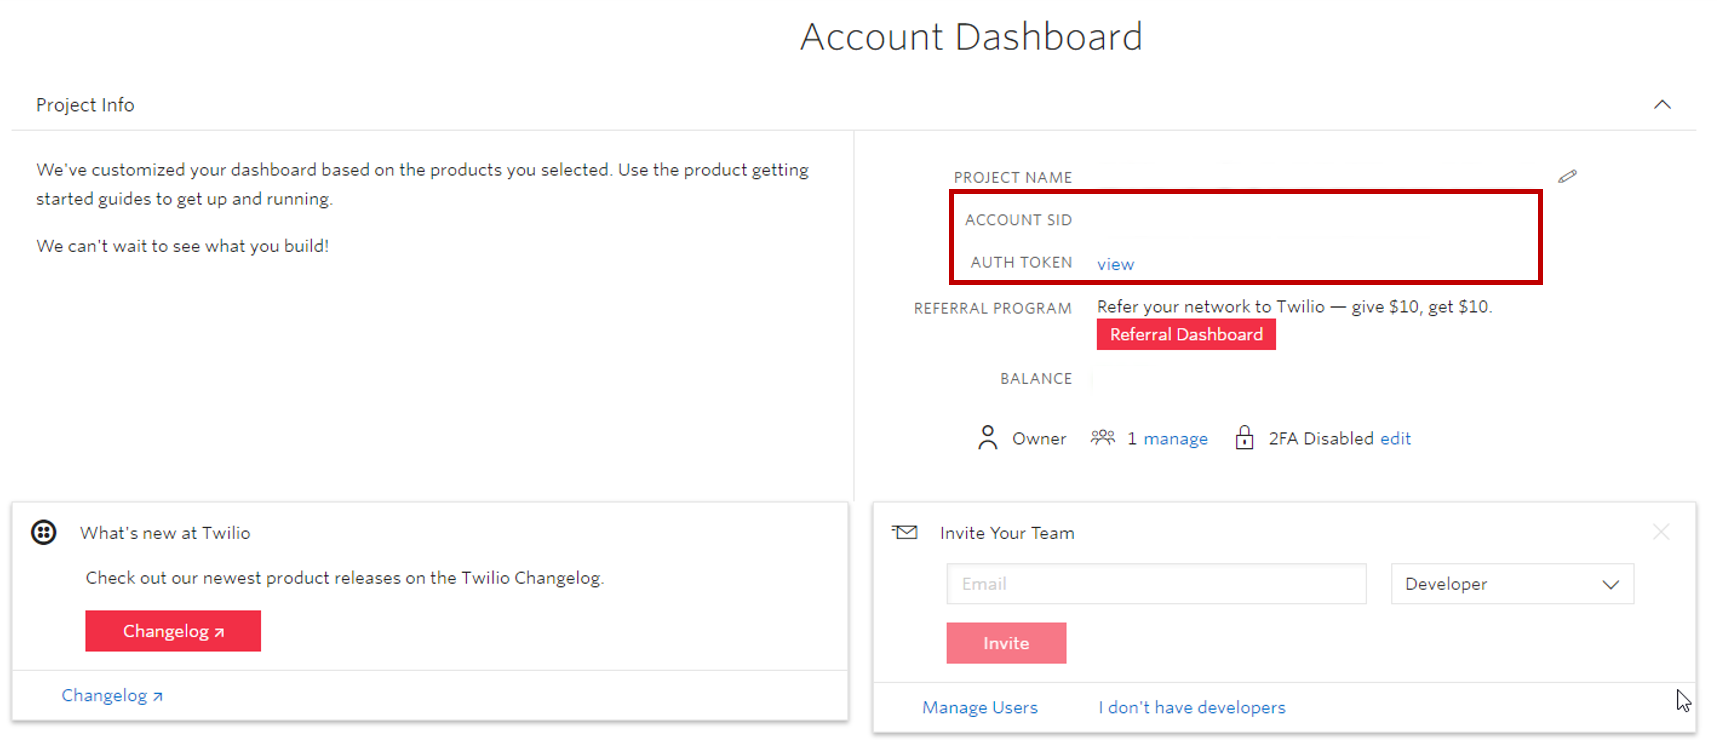 Account Dashboard
Project Info
We've customized your dashboard based on the products you selected. Use the product getting
started guides to get up and running.
We can't wait to see what you build!
PROJECT NAME
ACCOUNT SID
AUTH TOKEN view
REFERRAL PROGRAM Refer your network to Twilio — give $10, get $10.
Referral Dashboard
BALANCE
Owner 1 manage 2FA Disabled edit
What's new at Twilio
Check out our newest product releases on the Twilio Changelog.
Changelog
Changelog
Invite Your Team
Email Developer
Invite
Manage Users I don't have developers